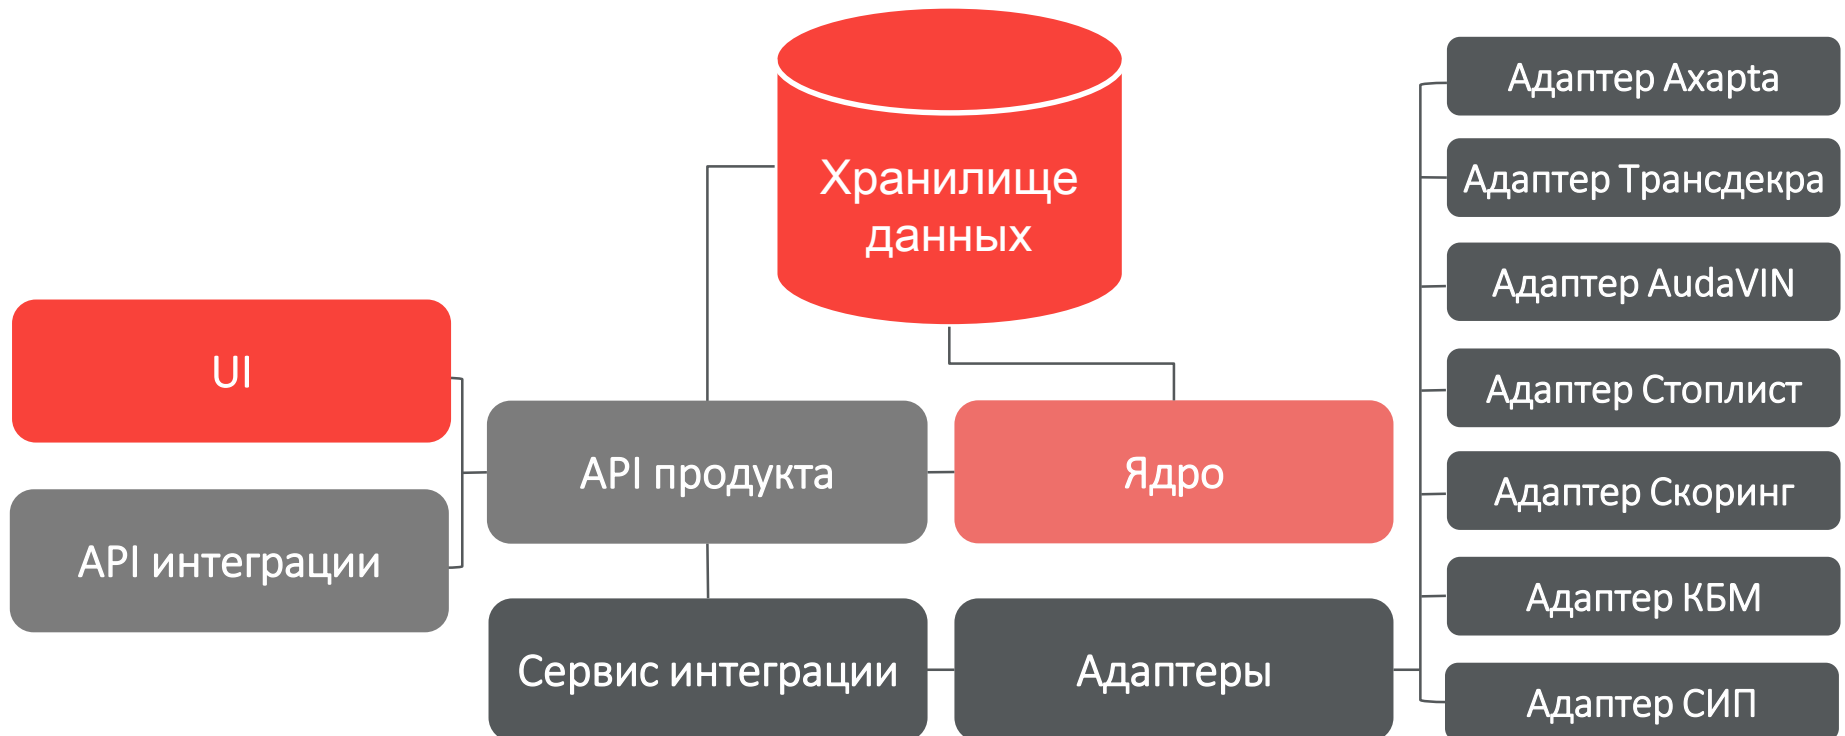 Хранилище
данных
UI
API интеграции
API продукта
Ядро
Сервис интеграции
Адаптеры
Адаптер Axapta
Адаптер Трансдекра
Адаптер AudaVIN
Адаптер Стоплист
Адаптер Скоринг
Адаптер КБМ
Адаптер СИП